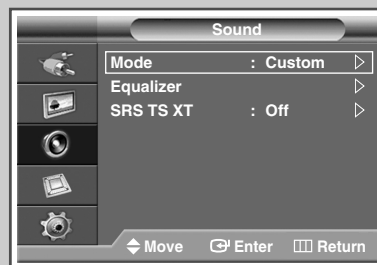 Sound
Mode : Custom
Equalizer
SRS TS XT : Off
Move Enter Return